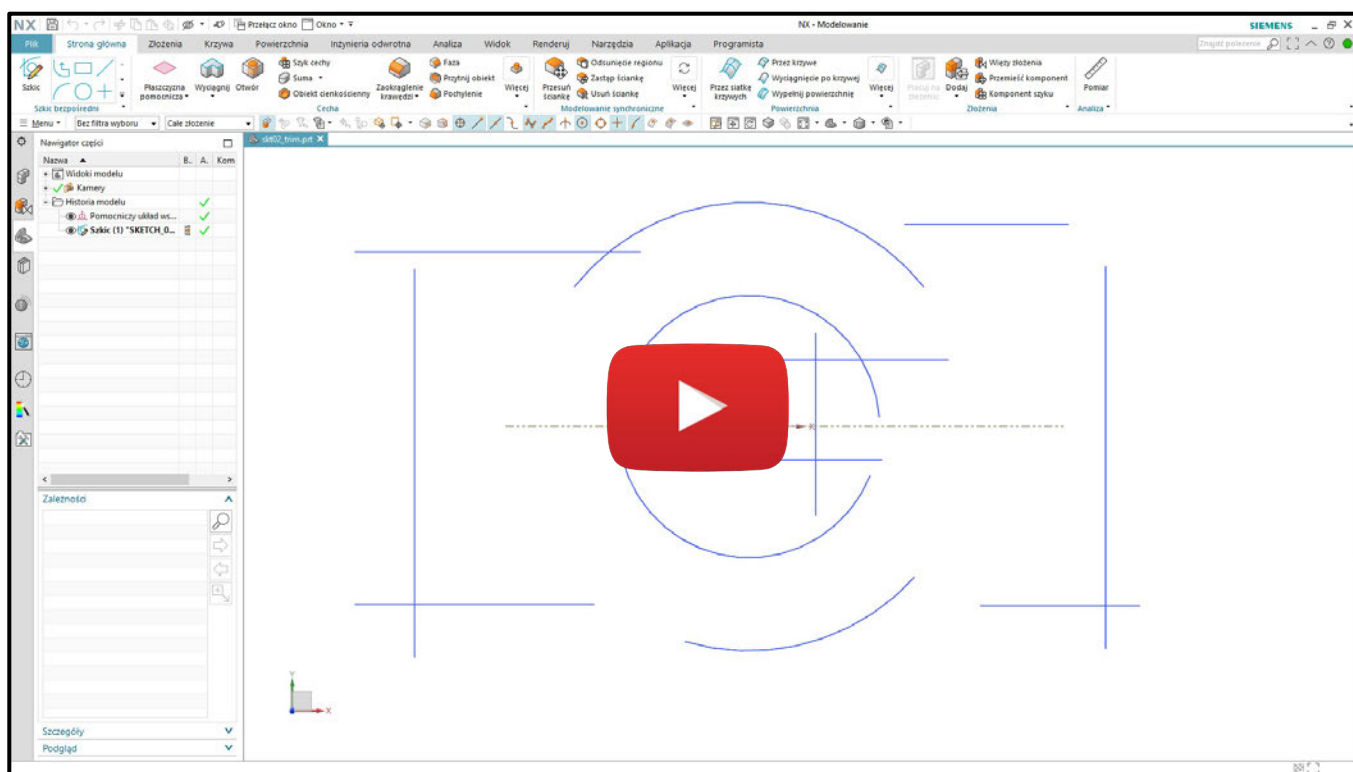 NX Przełącz okno Okno NX - Modelowanie SIEMENS
Plik Strona główna Złożenia Krzywa Powierzchnia Inżynieria odwrotna Analiza Widok Renderuj Narzędzia Aplikacja Programista Znajdź polecenie
Szkic
Szkic bezpośredni
Płaszczyzna pomocnicza
Wyciągnij
Otwór
Szyk cechy
Suma
Obiekt cienkościenny
Zaokrąglenie krawędzi
Faza
Przytnij obiekt
Pochylenie
Więcej
Cecha
Przesuń ściankę
Odsunięcie regionu
Zastąp ściankę
Usuń ściankę
Więcej
Modelowanie synchroniczne
Przez siatkę krzywych
Przez krzywe
Wyciągnięcie po krzywej
Wypełnij powierzchnię
Więcej
Powierzchnia
Dodaj
Więzy złożenia
Przemieść komponent
Komponent szyku
Złożenia
Pomiar
Analiza
Menu Bez filtra wyboru Całe złożenie
Nawigator części
skt02_trim.prt
Nazwa B.. A. Kom
Widoki modelu
Kamery
Historia modelu
Pomocniczy układ ws...
Szkic (1) "SKETCH_0...
X
Zależności
Y
X
Szczegóły
Podgląd